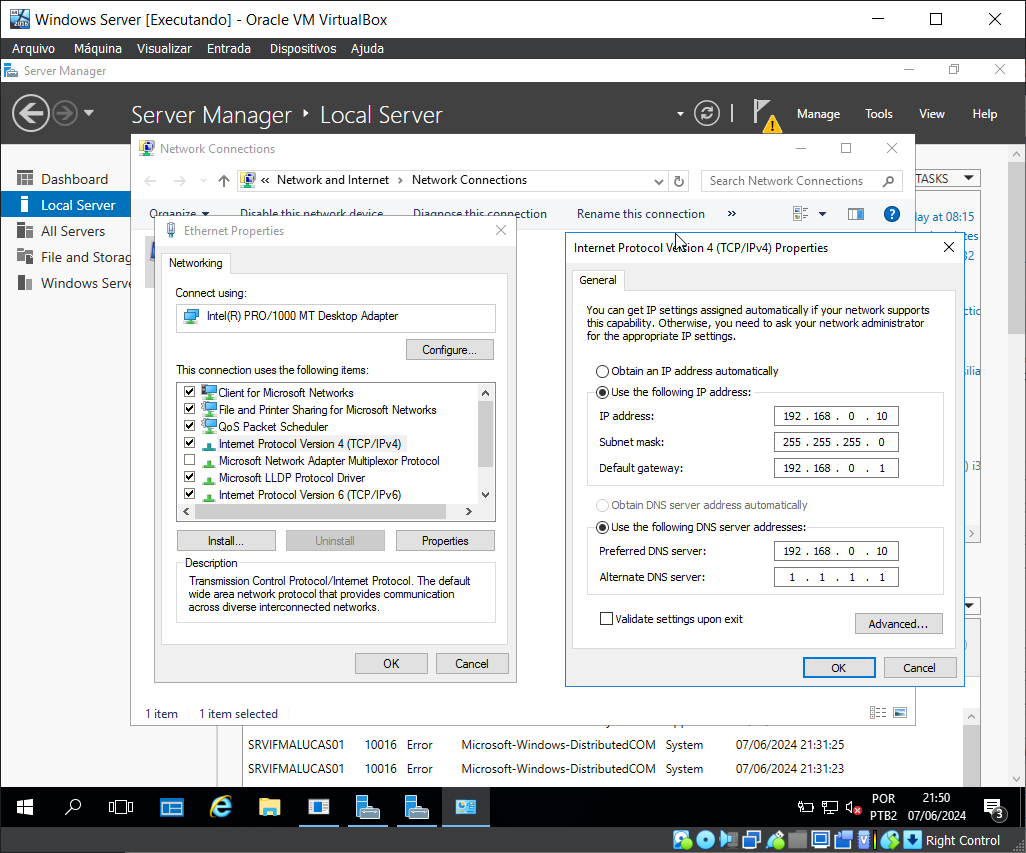 Windows Server [Executando] - Oracle VM VirtualBox
Arquivo Máquina Visualizar Entrada Dispositivos Ajuda
Server Manager
Server Manager Local Server
Manage Tools View Help
Network Connections
« Network and Internet Network Connections
Search Network Connections
TASKS
Organize Disable this network device Diagnose this connection Rename this connection »
Dashboard
Local Server
All Servers
File and Storag
Windows Serve
Ethernet Properties
Networking
Connect using:
Intel(R) PRO/1000 MT Desktop Adapter
Configure...
This connection uses the following items:
Client for Microsoft Networks
File and Printer Sharing for Microsoft Networks
QoS Packet Scheduler
Internet Protocol Version 4 (TCP/IPv4)
Microsoft Network Adapter Multiplexor Protocol
Microsoft LLDP Protocol Driver
Internet Protocol Version 6 (TCP/IPv6)
Install... Uninstall Properties
Description
Transmission Control Protocol/Internet Protocol. The default
wide area network protocol that provides communication
across diverse interconnected networks.
OK Cancel
Internet Protocol Version 4 (TCP/IPv4) Properties
General
You can get IP settings assigned automatically if your network supports
this capability. Otherwise, you need to ask your network administrator
for the appropriate IP settings.
Obtain an IP address automatically
Use the following IP address:
IP address: 192 . 168 . 0 . 10
Subnet mask: 255 . 255 . 255 . 0
Default gateway: 192 . 168 . 0 . 1
Obtain DNS server address automatically
Use the following DNS server addresses:
Preferred DNS server: 192 . 168 . 0 . 10
Alternate DNS server: 1 . 1 . 1 . 1
Validate settings upon exit
Advanced...
OK Cancel
ay at 08:15
1 item 1 item selected
SRVIFMALUCAS01 10016 Error Microsoft-Windows-DistributedCOM System 07/06/2024 21:31:25
SRVIFMALUCAS01 10016 Error Microsoft-Windows-DistributedCOM System 07/06/2024 21:31:23
POR
PTB2
21:50
07/06/2024
3
Right Control